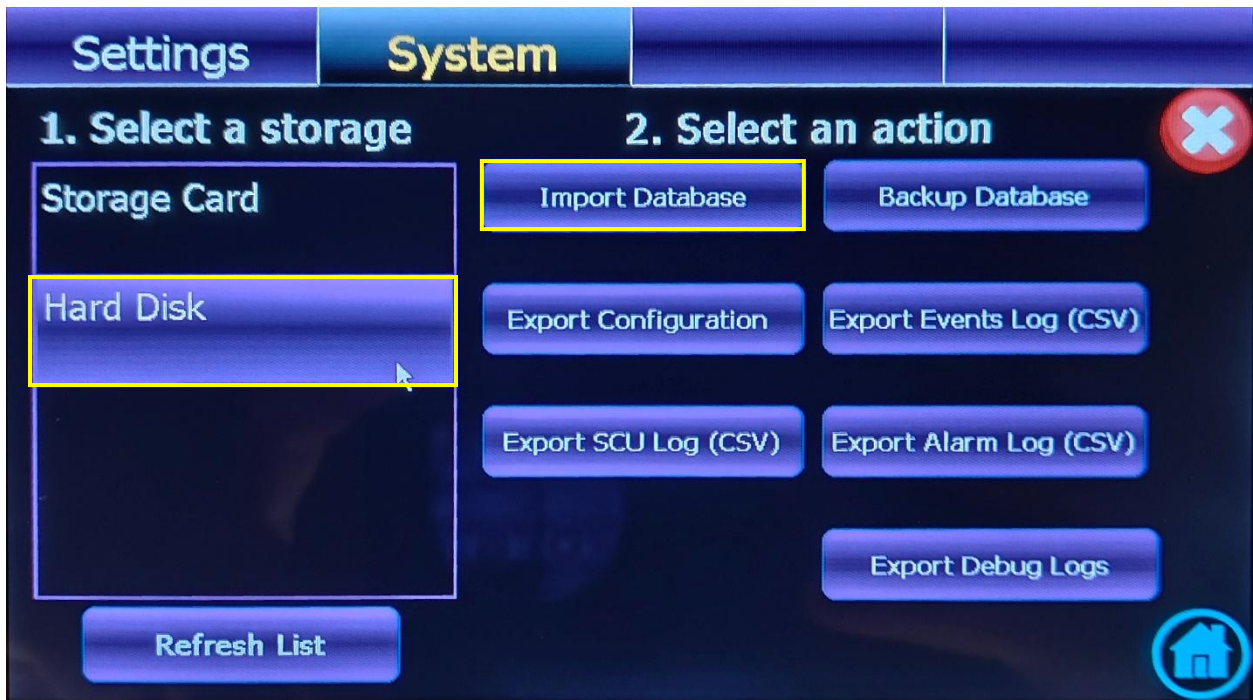 Settings
System
1. Select a storage
2. Select an action
Storage Card
Hard Disk
Import Database
Backup Database
Export Configuration
Export Events Log (CSV)
Export SCU Log (CSV)
Export Alarm Log (CSV)
Export Debug Logs
Refresh List